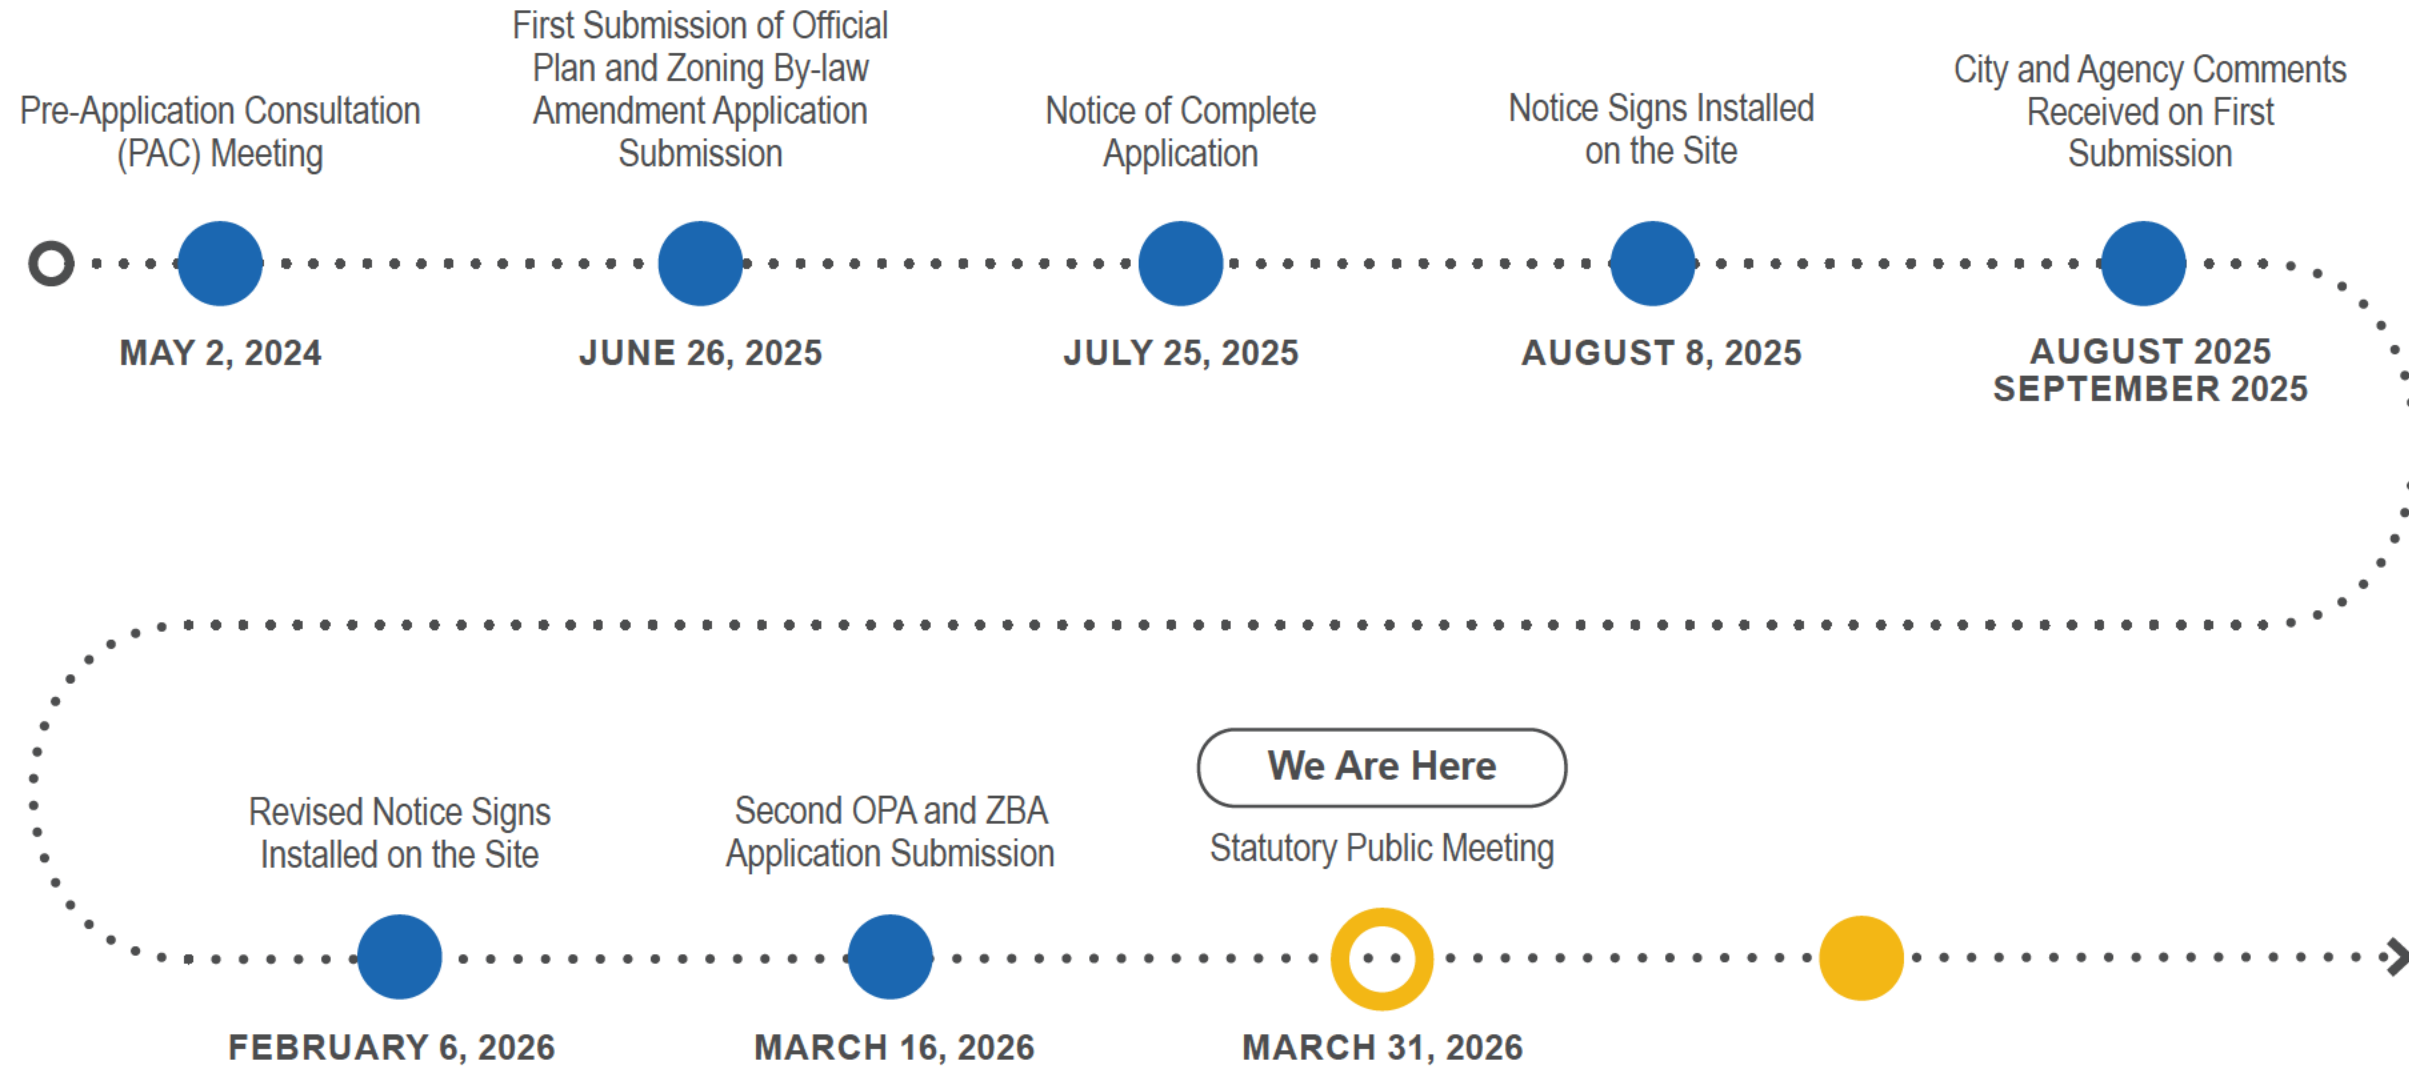 Pre-Application Consultation
(PAC) Meeting
MAY 2, 2024
First Submission of Official
Plan and Zoning By-law
Amendment Application
Submission
JUNE 26, 2025
Notice of Complete
Application
JULY 25, 2025
Notice Signs Installed
on the Site
AUGUST 8, 2025
City and Agency Comments
Received on First
Submission
AUGUST 2025
SEPTEMBER 2025
Revised Notice Signs
Installed on the Site
FEBRUARY 6, 2026
Second OPA and ZBA
Application Submission
MARCH 16, 2026
We Are Here
Statutory Public Meeting
MARCH 31, 2026